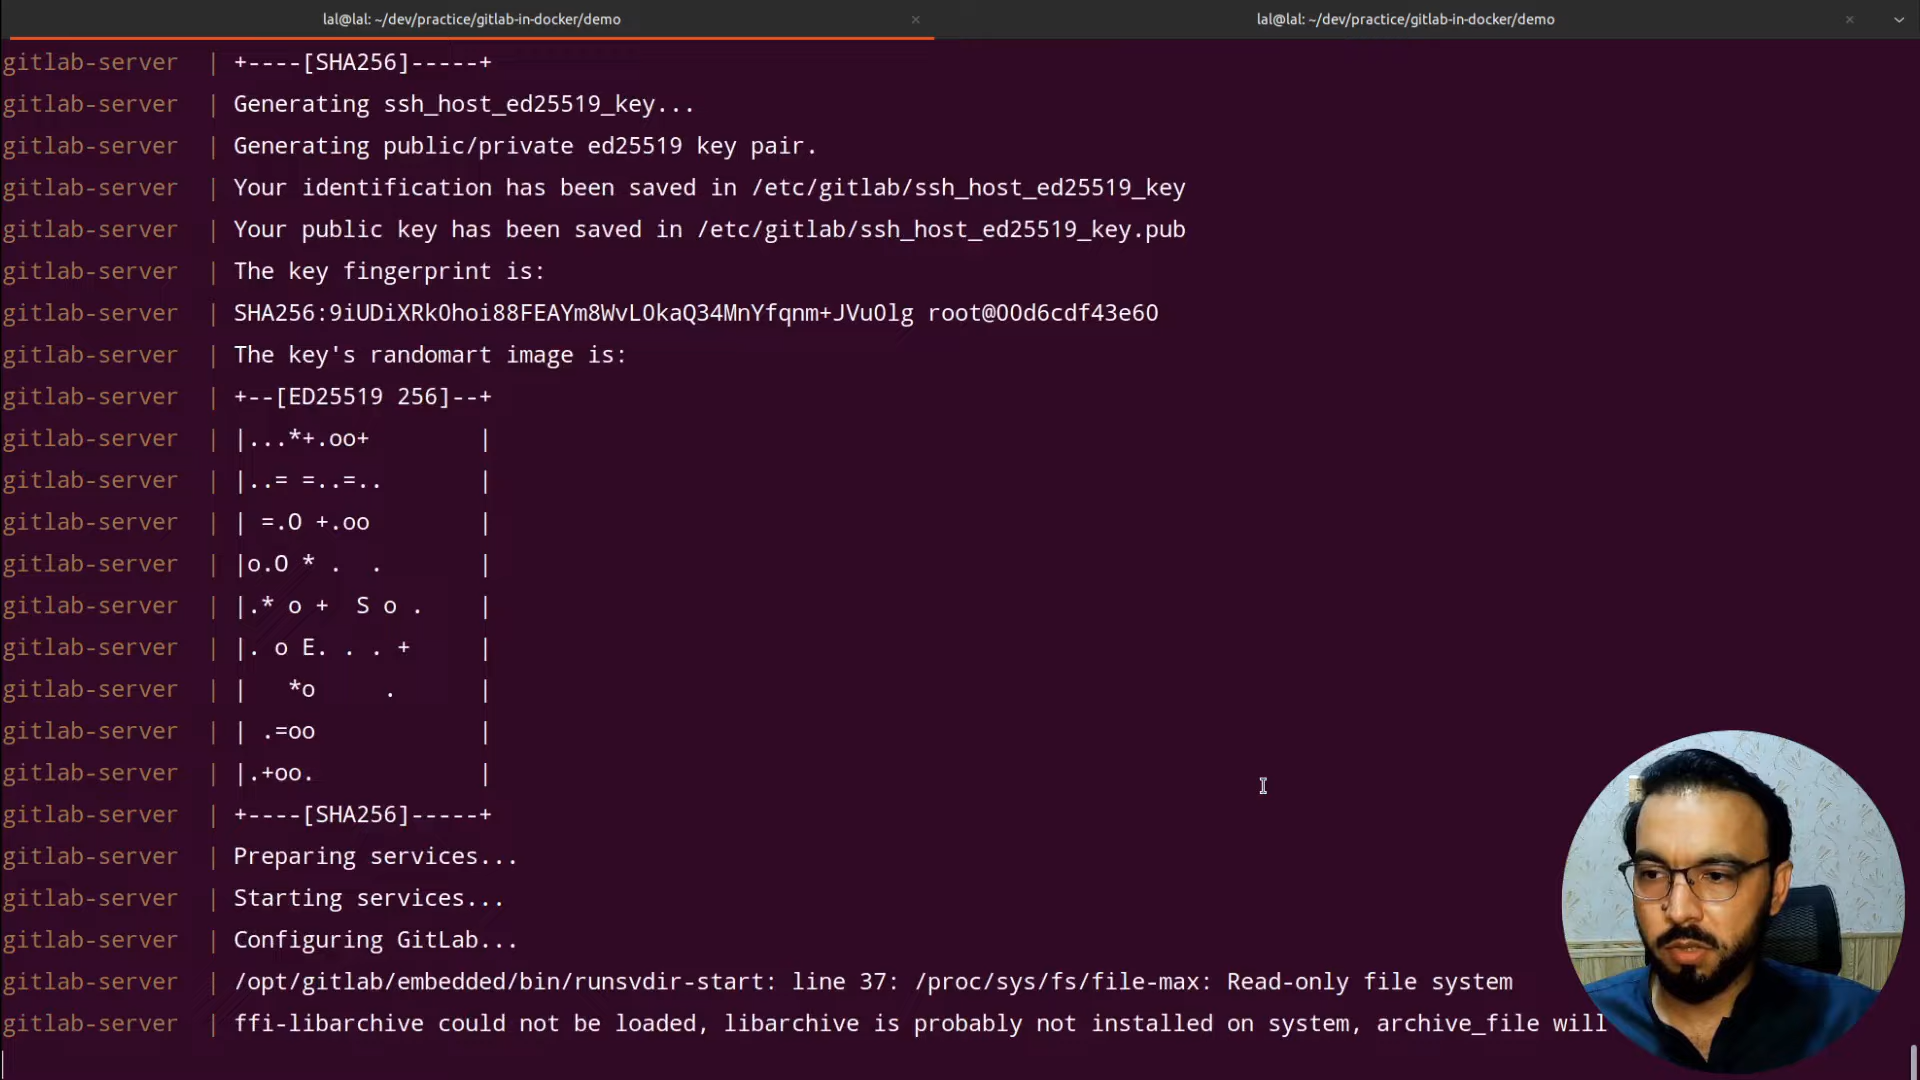 lal@lal: ~/dev/practice/gitlab-in-docker/demo
lal@lal: ~/dev/practice/gitlab-in-docker/demo
gitlab-server | +----[SHA256]-----+
gitlab-server | Generating ssh_host_ed25519_key...
gitlab-server | Generating public/private ed25519 key pair.
gitlab-server | Your identification has been saved in /etc/gitlab/ssh_host_ed25519_key
gitlab-server | Your public key has been saved in /etc/gitlab/ssh_host_ed25519_key.pub
gitlab-server | The key fingerprint is:
gitlab-server | SHA256:9iUDiXRk0hoi88FEAYm8WvL0kaQ34MnYfqnm+JVu0lg root@00d6cdf43e60
gitlab-server | The key's randomart image is:
gitlab-server | +--[ED25519 256]--+
gitlab-server | |...*+.oo+        |
gitlab-server | |..= =..=..       |
gitlab-server | | =.O +.oo        |
gitlab-server | |o.O * .  .       |
gitlab-server | |.* o +  S o .    |
gitlab-server | |. o E. . . +     |
gitlab-server | |   *o     .      |
gitlab-server | | .=oo            |
gitlab-server | |.+oo.            |
gitlab-server | +----[SHA256]-----+
gitlab-server | Preparing services...
gitlab-server | Starting services...
gitlab-server | Configuring GitLab...
gitlab-server | /opt/gitlab/embedded/bin/runsvdir-start: line 37: /proc/sys/fs/file-max: Read-only file system
gitlab-server | ffi-libarchive could not be loaded, libarchive is probably not installed on system, archive_file will